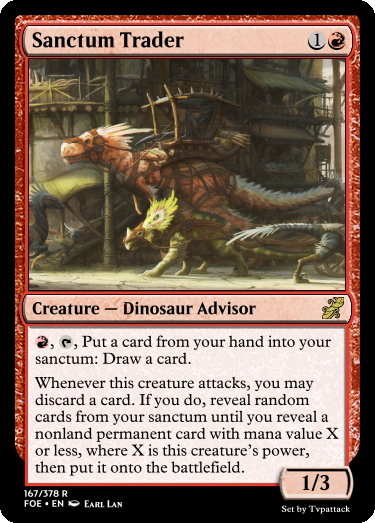 Sanctum Trader 1
Creature — Dinosaur Advisor
, , Put a card from your hand into your
sanctum: Draw a card.
Whenever this creature attacks, you may
discard a card. If you do, reveal random
cards from your sanctum until you reveal a
nonland permanent card with mana value X
or less, where X is this creature's power,
then put it onto the battlefield.
1/3
167/378 R
FOE • EN Earl Lan
Set by Tvpattack